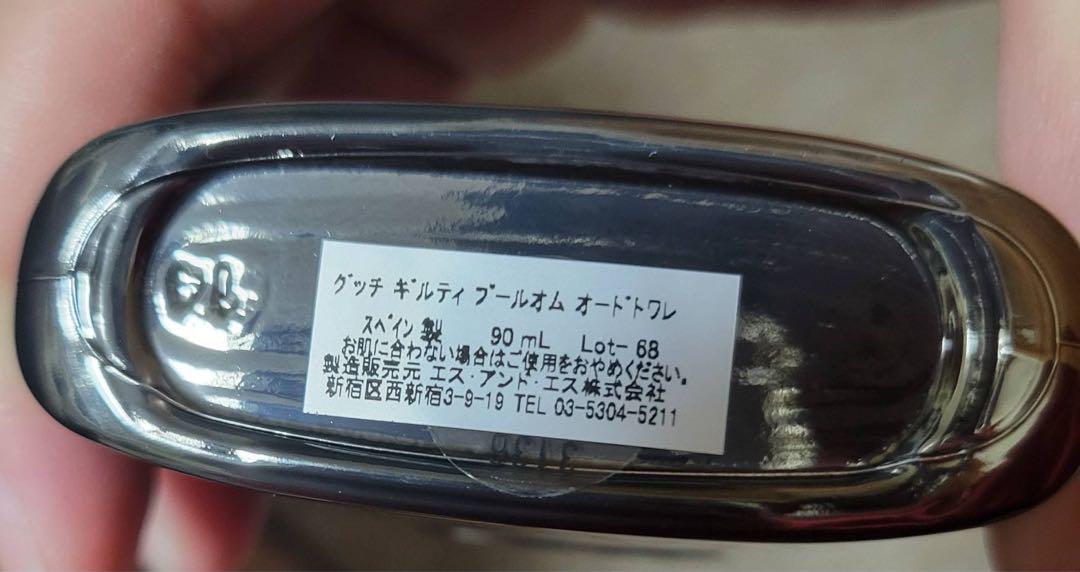 グッチ ギルティ プールオム オードトワレ
スペイン製 90 mL Lot- 68
お肌に合わない場合はご使用をおやめください。
製造販売元 エス・アンド・エス株式会社
新宿区西新宿3-9-19 TEL 03-5304-5211